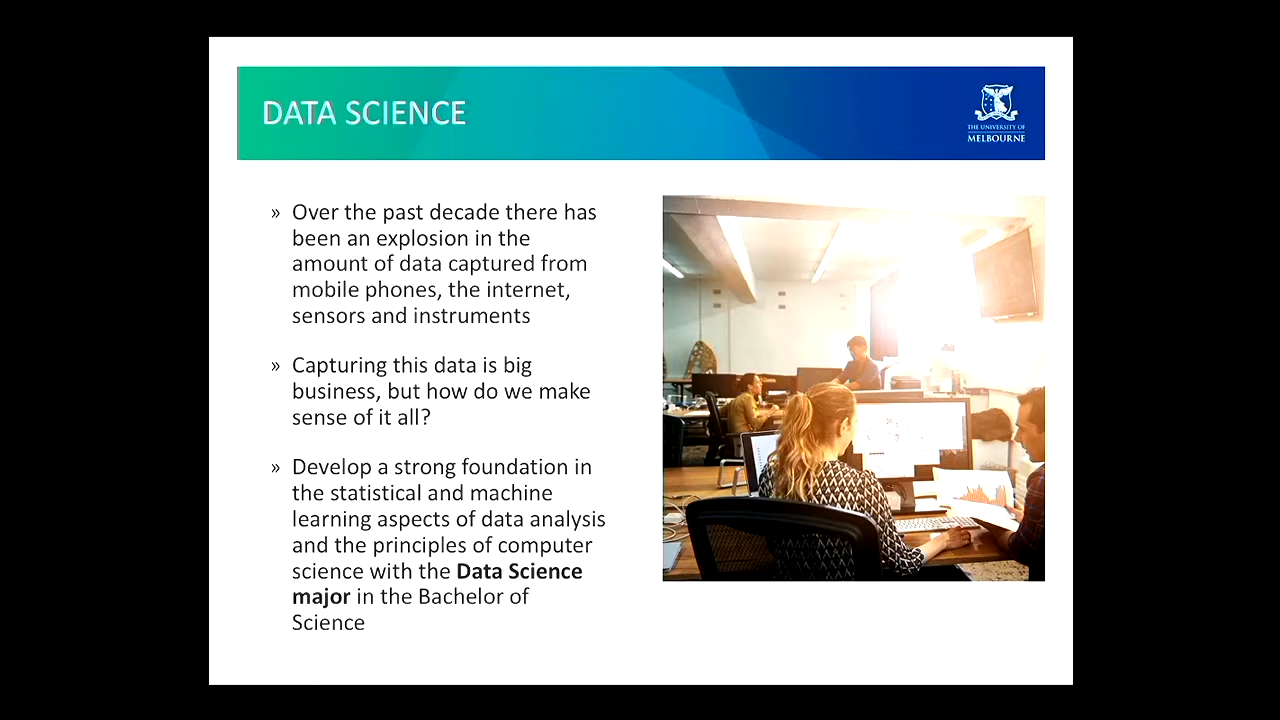 DATA SCIENCE
THE UNIVERSITY OF
MELBOURNE
» Over the past decade there has
been an explosion in the
amount of data captured from
mobile phones, the internet,
sensors and instruments
» Capturing this data is big
business, but how do we make
sense of it all?
» Develop a strong foundation in
the statistical and machine
learning aspects of data analysis
and the principles of computer
science with the Data Science
major in the Bachelor of
Science